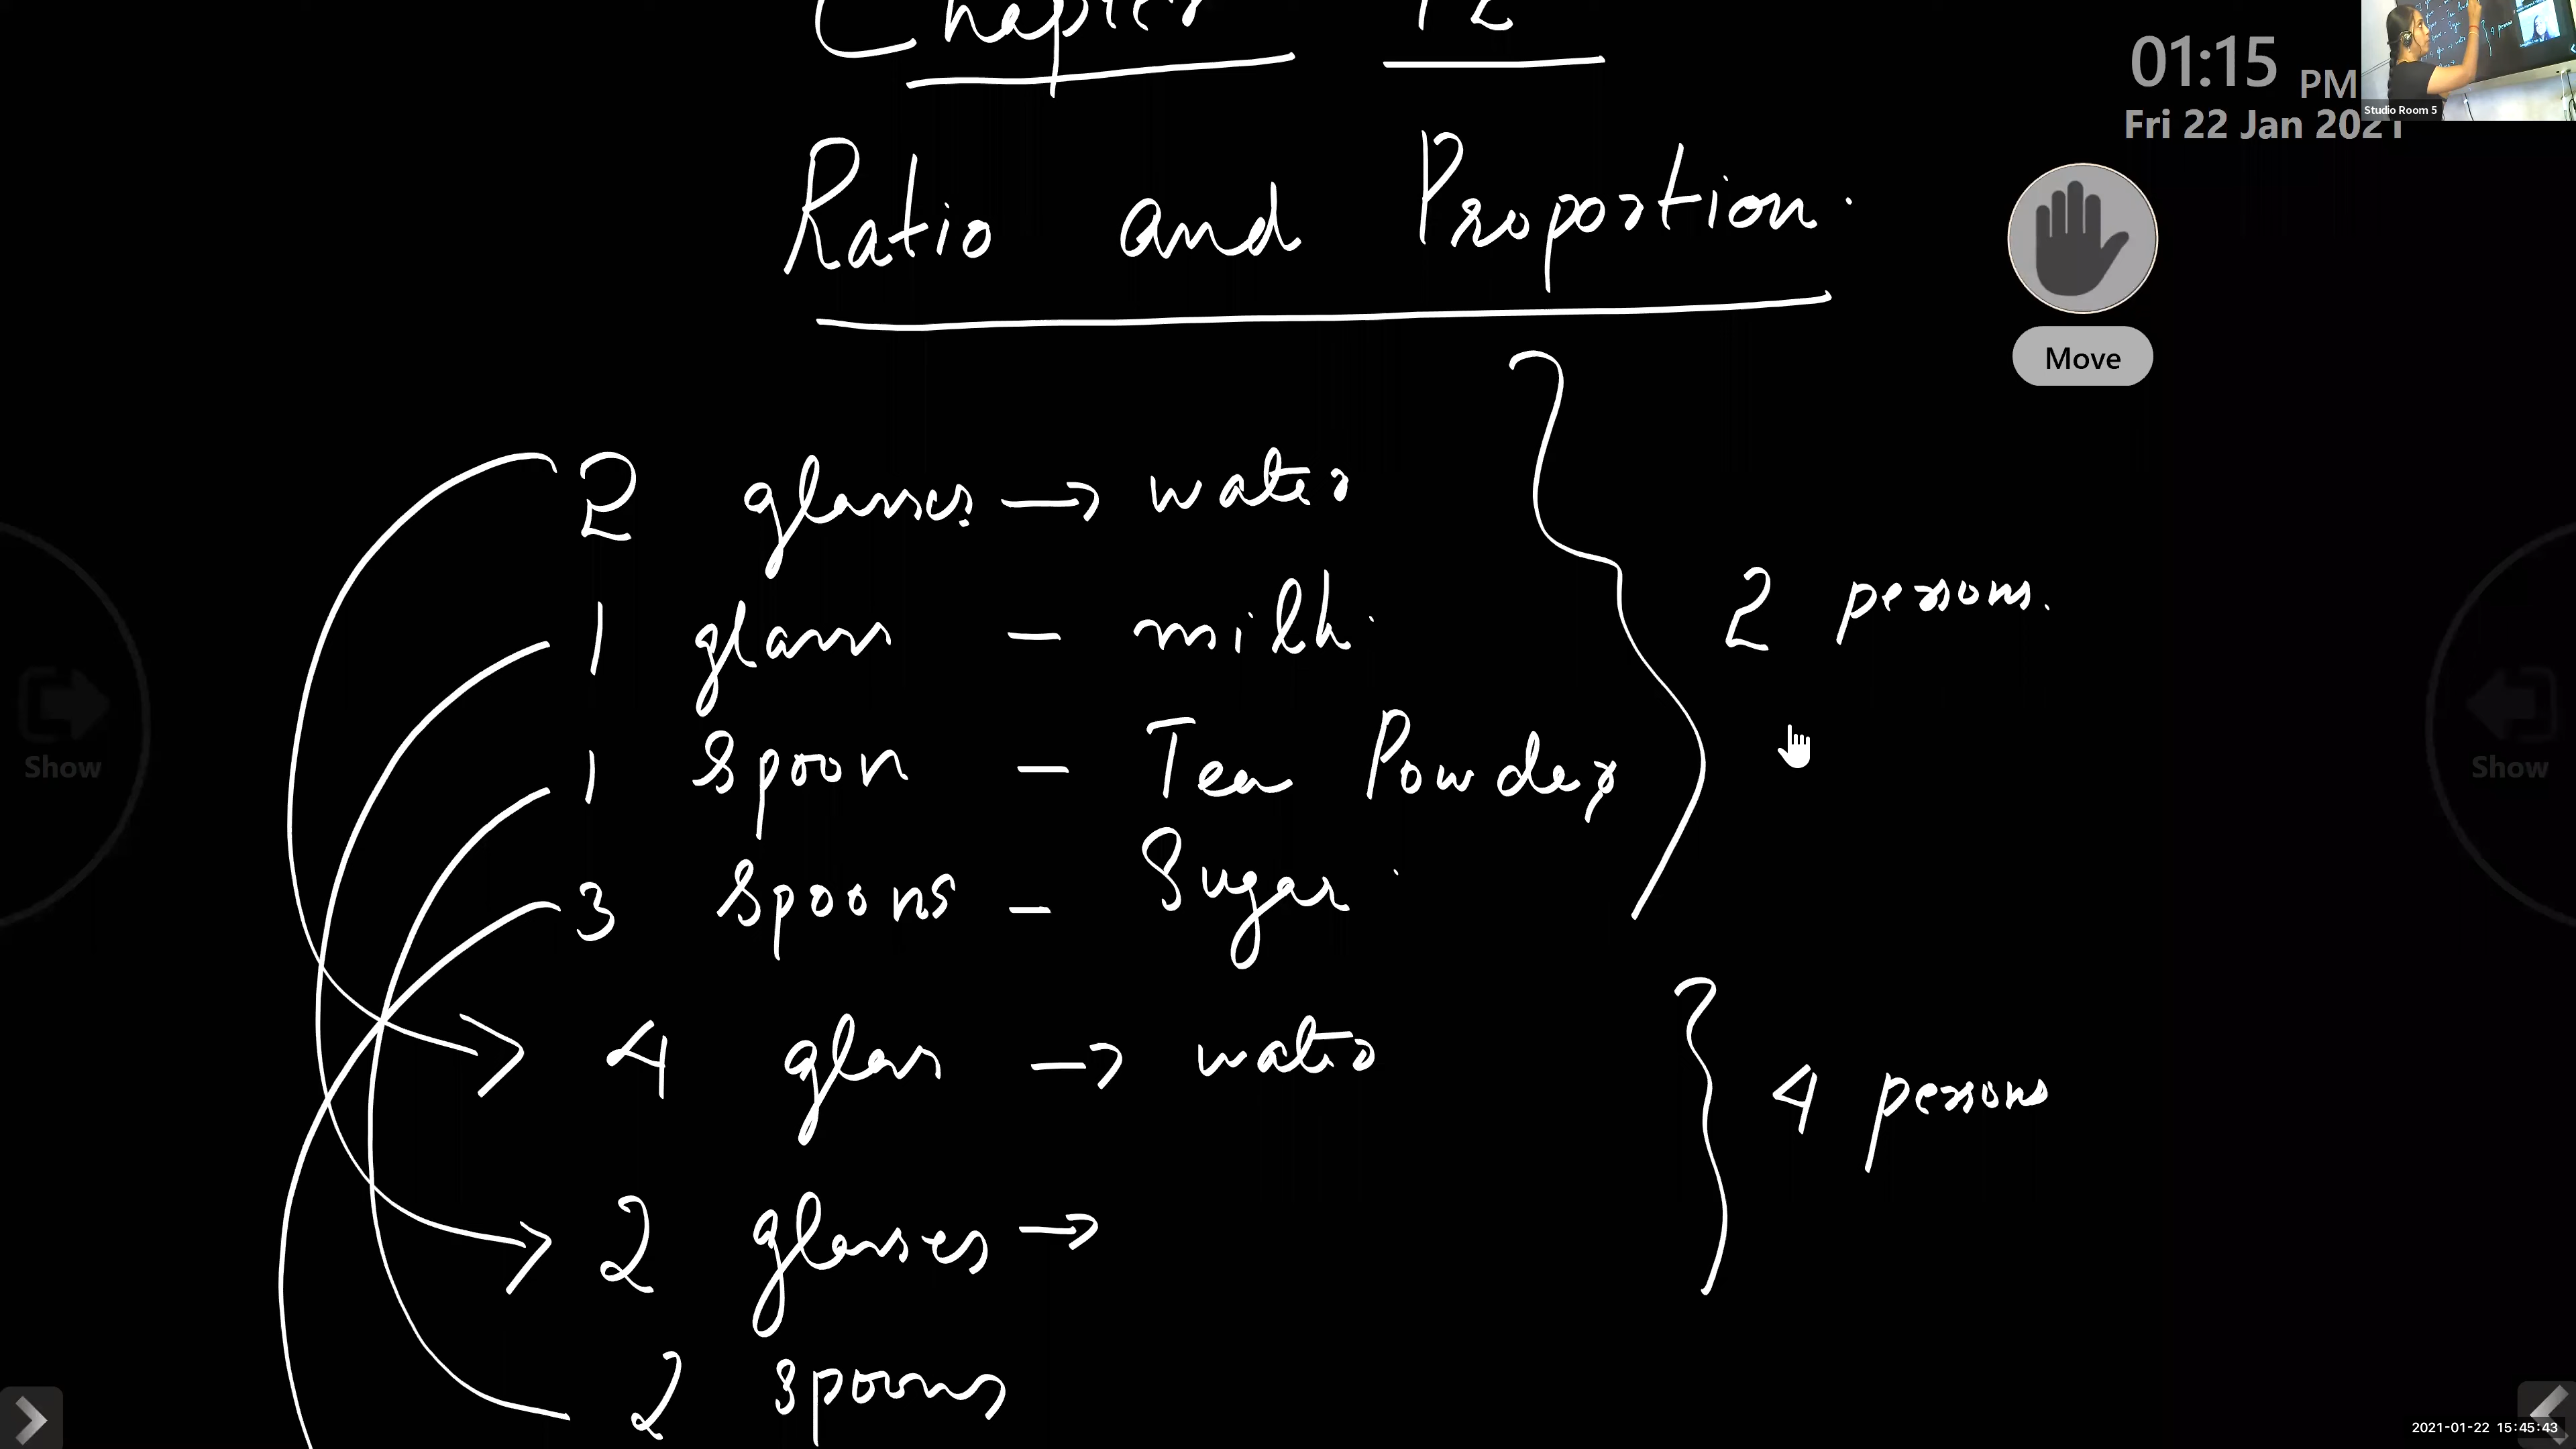 Chapter 12
Ratio and Proportion.
2 glasses → water
1 glass - milk.
1 Spoon - Tea Powder
3 Spoons - Sugar.
2 persons.
4 glass → water
2 glasses →
2 spoons
4 persons
01:15 PM
Fri 22 Jan 2021
Studio Room 5
Move
Show
Show
2021-01-22 15:45:43